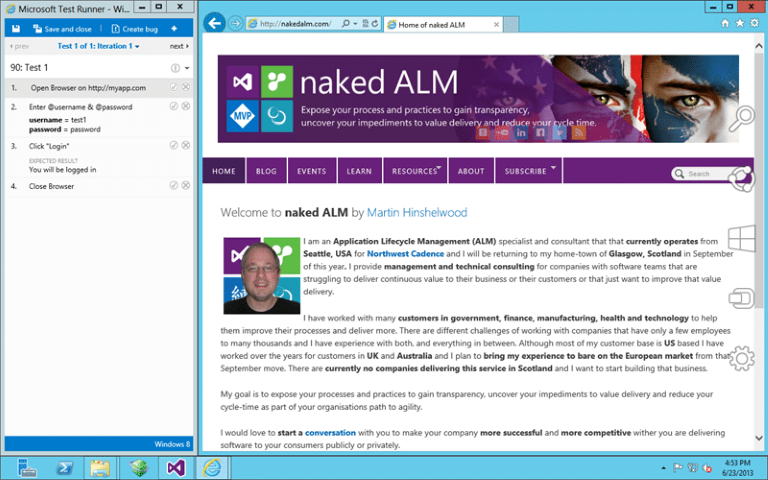 Microsoft Test Runner - Wi...
Save and close
Create bug
prev
Test 1 of 1: Iteration 1
next
90: Test 1
1. Open Browser on http://myapp.com
2. Enter @username & @password
username = test1
password = password
3. Click "Login"
EXPECTED RESULT
You will be logged in
4. Close Browser
Windows 8
http://nakedalm.com/
Home of naked ALM
naked ALM
MVP
Expose your process and practices to gain transparency,
uncover your impediments to value delivery and reduce your cycle time.
HOME BLOG EVENTS LEARN RESOURCES ABOUT SUBSCRIBE
Search
Welcome to naked ALM by Martin Hinshelwood
I am an Application Lifecycle Management (ALM) specialist and consultant that that currently operates from
Seattle, USA for Northwest Cadence and I will be returning to my home-town of Glasgow, Scotland in September
of this year. I provide management and technical consulting for companies with software teams that are
struggling to deliver continuous value to their business or their customers or that just want to improve that value
delivery.
I have worked with many customers in government, finance, manufacturing, health and technology to help
them improve their processes and deliver more. There are different challenges of working with companies that have only a few employees
to many thousands and I have experience with both, and everything in between. Although most of my customer base is US based I have
worked over the years for customers in UK and Australia and I plan to bring my experience to bare on the European market from that
September move. There are currently no companies delivering this service in Scotland and I want to start building that business.
My goal is to expose your processes and practices to gain transparency, uncover your impediments to value delivery and reduce your
cycle-time as part of your organisations path to agility.
I would love to start a conversation with you to make your company more successful and more competitive wither you are delivering
software to your consumers publicly or privately.
4:53 PM
6/23/2013